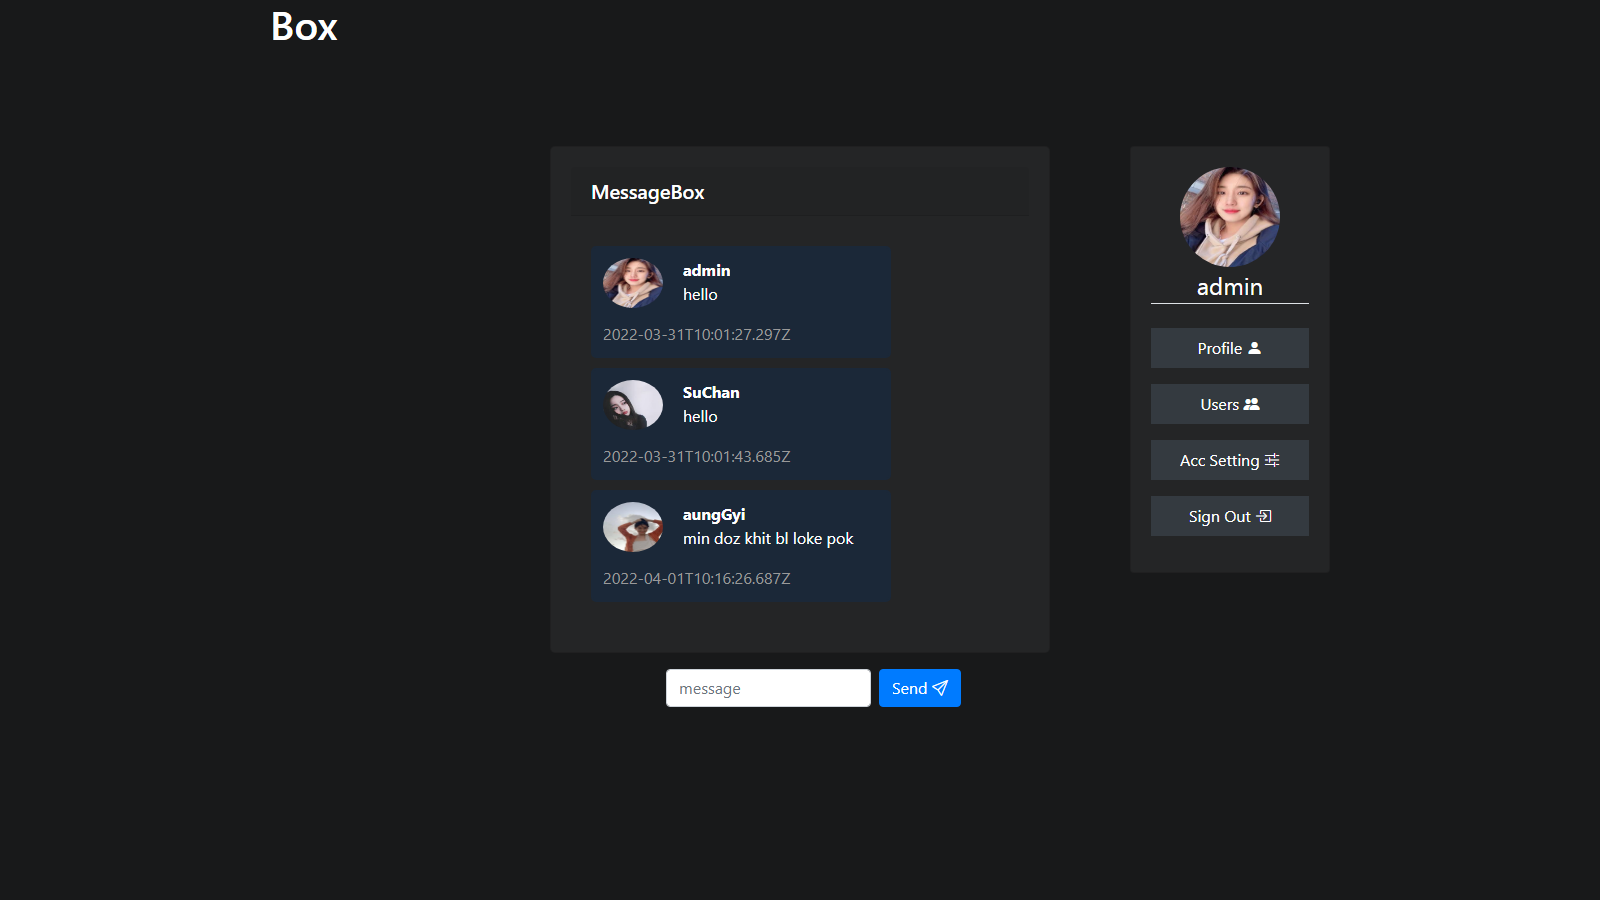 Box
MessageBox
admin
hello
2022-03-31T10:01:27.297Z
SuChan
hello
2022-03-31T10:01:43.685Z
aungGyi
min doz khit bl loke pok
2022-04-01T10:16:26.687Z
message
Send
admin
Profile
Users
Acc Setting
Sign Out